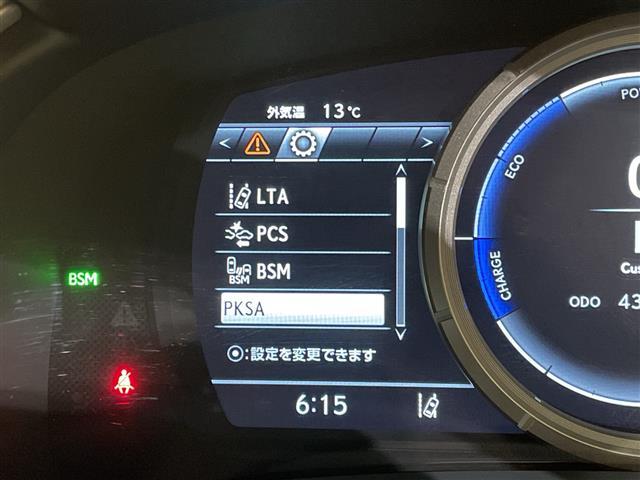 外気温 13°C
< >
LTA
PCS
BSM BSM
PKSA
⦿:設定を変更できます
6:15
BSM
ECO
CHARGE
ODO 43